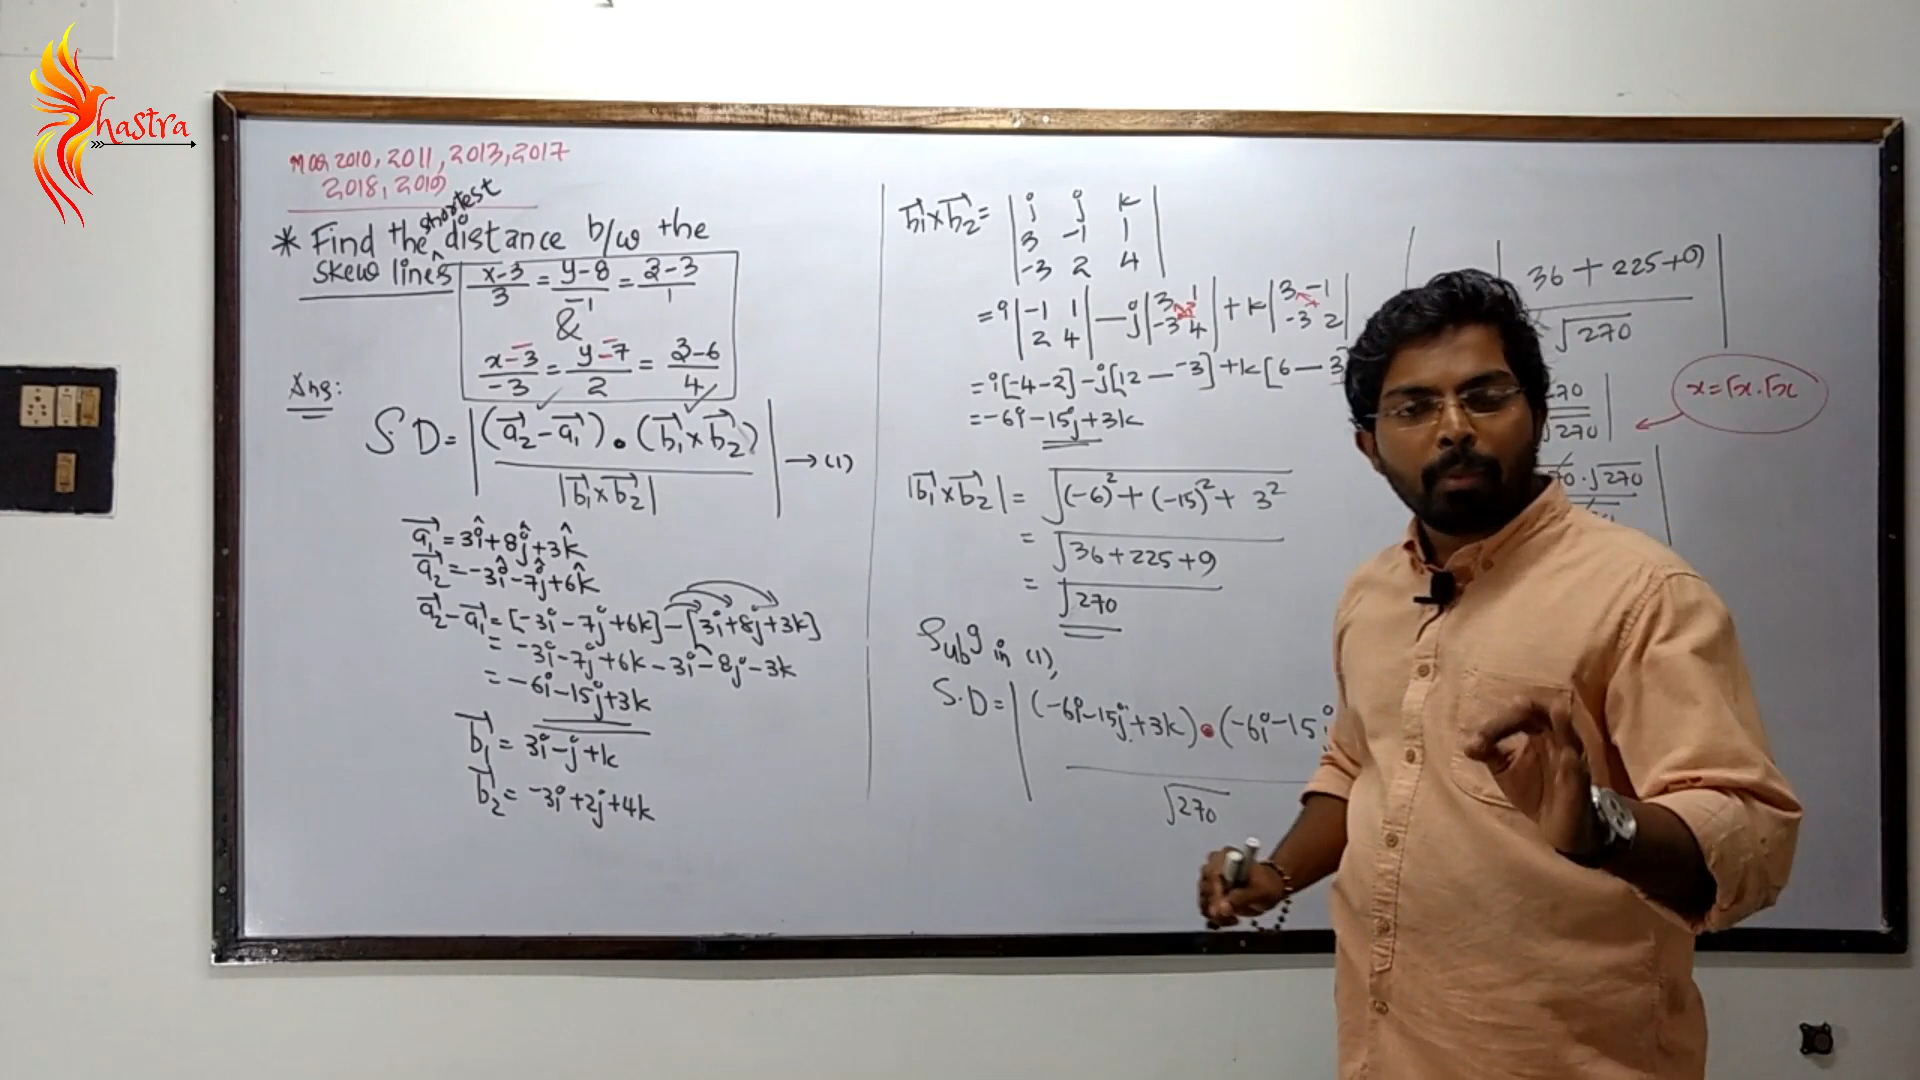 hastra
MAR 2010, 2011, 2013, 2017
2018, 2019
shortest
* Find the ^ distance b/w the
skew lines
x-3/3 = y-8/-1 = z-3/1
&
x-3/-3 = y-7/2 = z-6/4
Ans:
S.D = | (a₂ - a₁) • (b₁ x b₂) / |b₁ x b₂| | → (1)
a₁ = 3i + 8j + 3k
a₂ = -3i - 7j + 6k
a₂ - a₁ = [-3i - 7j + 6k] - [3i + 8j + 3k]
= -3i - 7j + 6k - 3i - 8j - 3k
= -6i - 15j + 3k
b₁ = 3i - j + k
b₂ = -3i + 2j + 4k
b₁ x b₂ = | i j k
3 -1 1
-3 2 4 |
= i | -1 1 | - j | 3 1 | + k | 3 -1 |
2 4 -3 4 -3 2
= i[-4-2] - j[12 - -3] + k[6 - 3
= -6i - 15j + 3k
|b₁ x b₂| = √(-6)² + (-15)² + 3²
= √36 + 225 + 9
= √270
Sub in (1),
S.D = | (-6i - 15j + 3k) • (-6i - 15j
√270
36 + 225 + 9 |
√270
270 |
√270
x = √x . √x
70 . √270 |